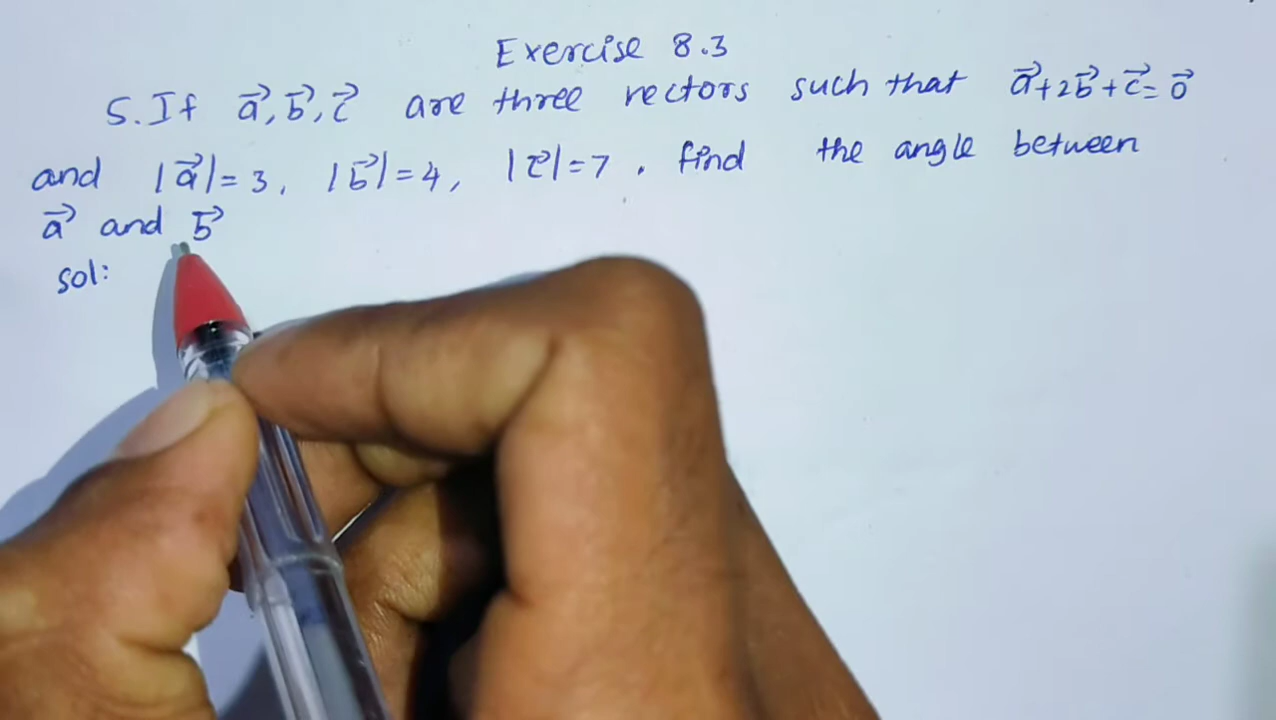 Exercise 8.3
5. If a⃗, b⃗, c⃗ are three vectors such that a⃗+2b⃗+c⃗=0⃗
and |a⃗|=3, |b⃗|=4, |c⃗|=7. find the angle between
a⃗ and b⃗
sol: